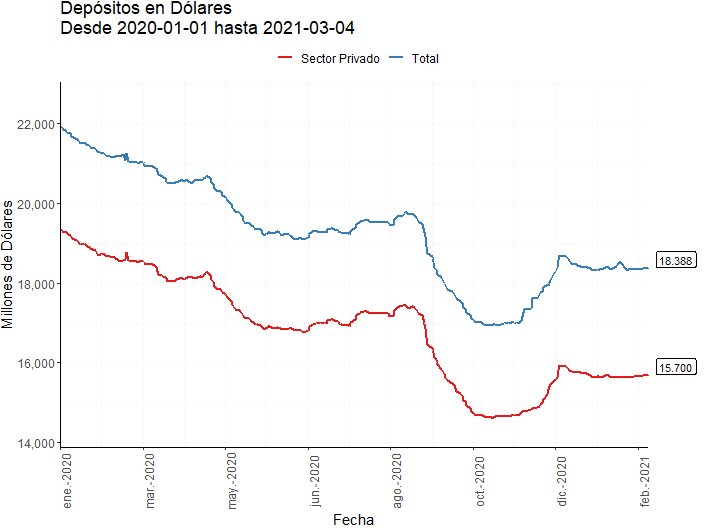 Depósitos en Dólares
Desde 2020-01-01 hasta 2021-03-04
Sector Privado
Total
Millones de Dólares
22,000
20,000
18,000
16,000
14,000
18.388
15.700
ene.-2020
mar.-2020
may.-2020
jun.-2020
ago.-2020
oct.-2020
dic.-2020
feb.-2021
Fecha